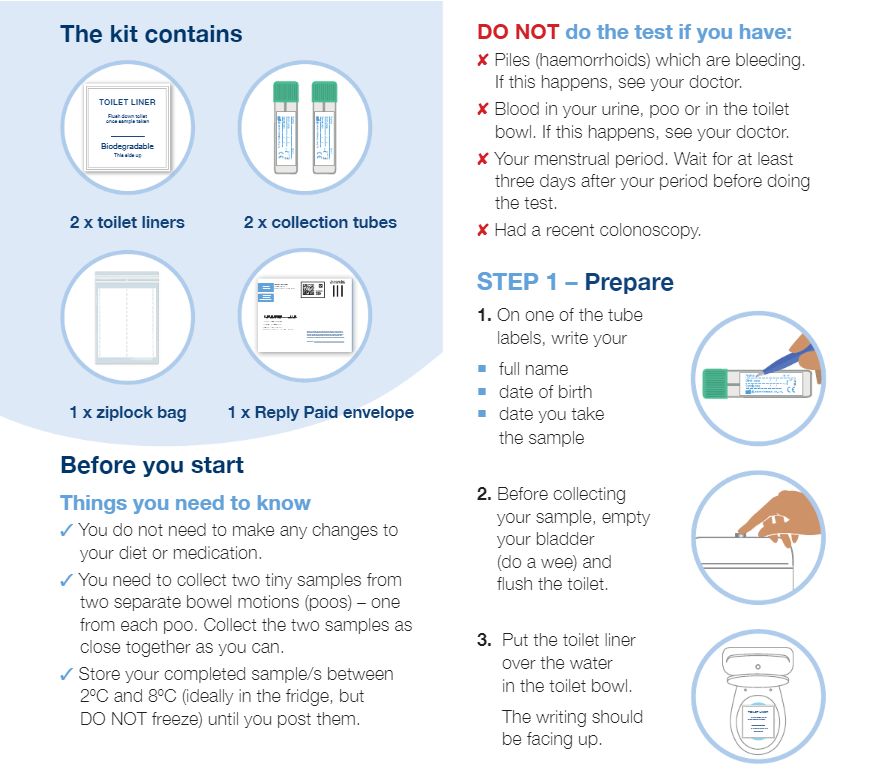 The kit contains
TOILET LINER
Flush down toilet
once sample taken
Biodegradable
This side up
2 x toilet liners
2 x collection tubes
1 x ziplock bag
1 x Reply Paid envelope
Before you start
Things you need to know
✓ You do not need to make any changes to
your diet or medication.
✓ You need to collect two tiny samples from
two separate bowel motions (poos) – one
from each poo. Collect the two samples as
close together as you can.
✓ Store your completed sample/s between
2ºC and 8ºC (ideally in the fridge, but
DO NOT freeze) until you post them.
DO NOT do the test if you have:
✘ Piles (haemorrhoids) which are bleeding.
If this happens, see your doctor.
✘ Blood in your urine, poo or in the toilet
bowl. If this happens, see your doctor.
✘ Your menstrual period. Wait for at least
three days after your period before doing
the test.
✘ Had a recent colonoscopy.
STEP 1 – Prepare
1. On one of the tube
labels, write your
■ full name
■ date of birth
■ date you take
the sample
2. Before collecting
your sample, empty
your bladder
(do a wee) and
flush the toilet.
3. Put the toilet liner
over the water
in the toilet bowl.
The writing should
be facing up.
TOILET LINER